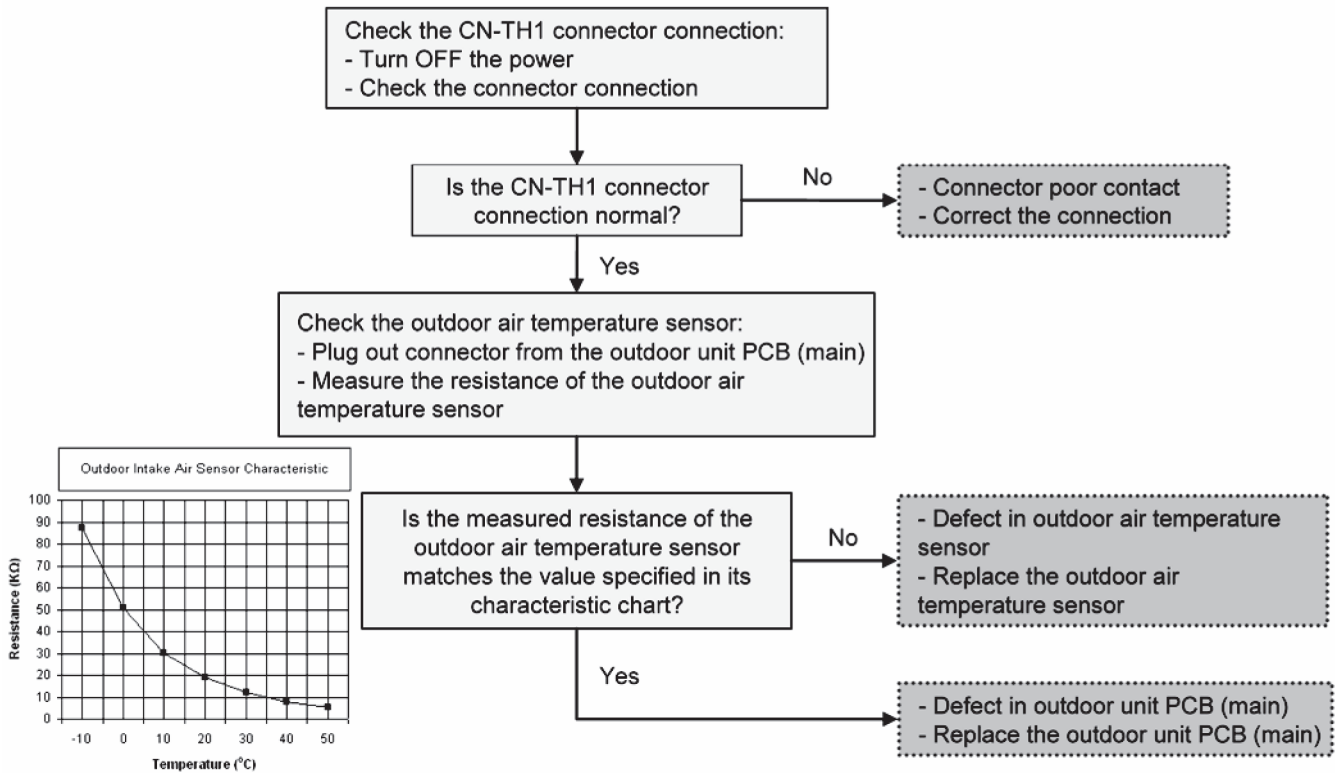 Check the CN-TH1 connector connection:
- Turn OFF the power
- Check the connector connection
Is the CN-TH1 connector
connection normal?
No
- Connector poor contact
- Correct the connection
Yes
Check the outdoor air temperature sensor:
- Plug out connector from the outdoor unit PCB (main)
- Measure the resistance of the outdoor air
temperature sensor
Outdoor Intake Air Sensor Characteristic
100
90
80
70
60
50
40
30
20
10
0
Resistance (KΩ)
-10 0 10 20 30 40 50
Temperature (°C)
Is the measured resistance of the
outdoor air temperature sensor
matches the value specified in its
characteristic chart?
No
- Defect in outdoor air temperature
sensor
- Replace the outdoor air
temperature sensor
Yes
- Defect in outdoor unit PCB (main)
- Replace the outdoor unit PCB (main)